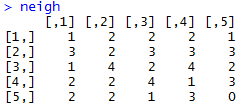 > neigh
     [,1] [,2] [,3] [,4] [,5]
[1,]    1    2    2    2    1
[2,]    3    2    3    3    3
[3,]    1    4    2    4    2
[4,]    2    2    4    1    3
[5,]    2    2    1    3    0